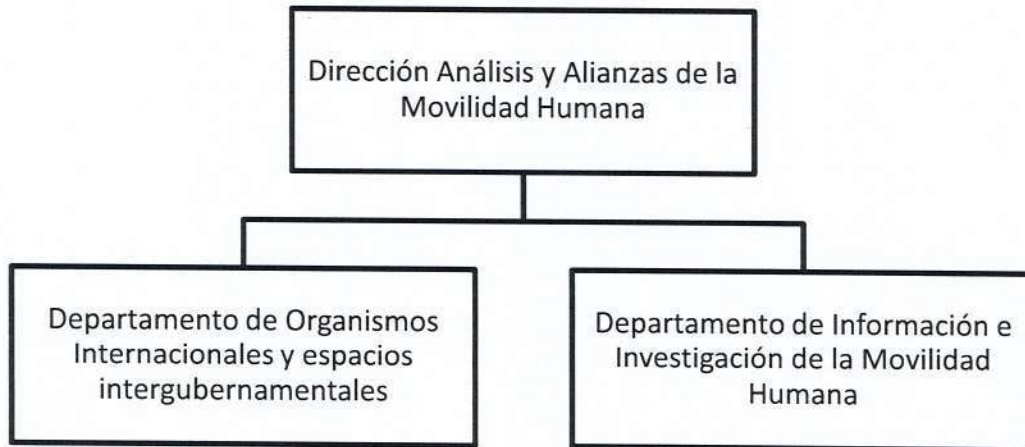 Dirección Análisis y Alianzas de la
Movilidad Humana
Departamento de Organismos
Internacionales y espacios
intergubernamentales
Departamento de Información e
Investigación de la Movilidad
Humana